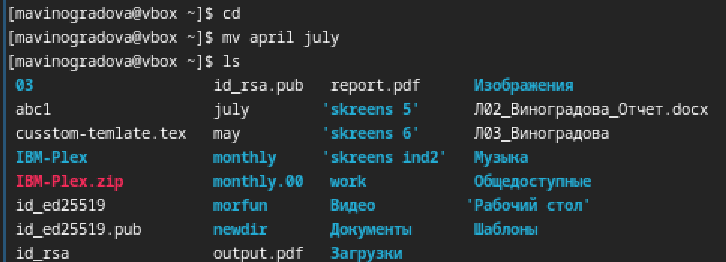 [mavinogradova@vbox ~]$ cd
[mavinogradova@vbox ~]$ mv april july
[mavinogradova@vbox ~]$ ls
03 id_rsa.pub report.pdf Изображения
abc1 july 'skreens 5' Л02_Виноградова_Отчет.docx
cusstom-temlate.tex may 'skreens 6' Л03_Виноградова
IBM-Plex monthly 'skreens ind2' Музыка
IBM-Plex.zip monthly.00 work Общедоступные
id_ed25519 morfun Видео 'Рабочий стол'
id_ed25519.pub newdir Документы Шаблоны
id_rsa output.pdf Загрузки